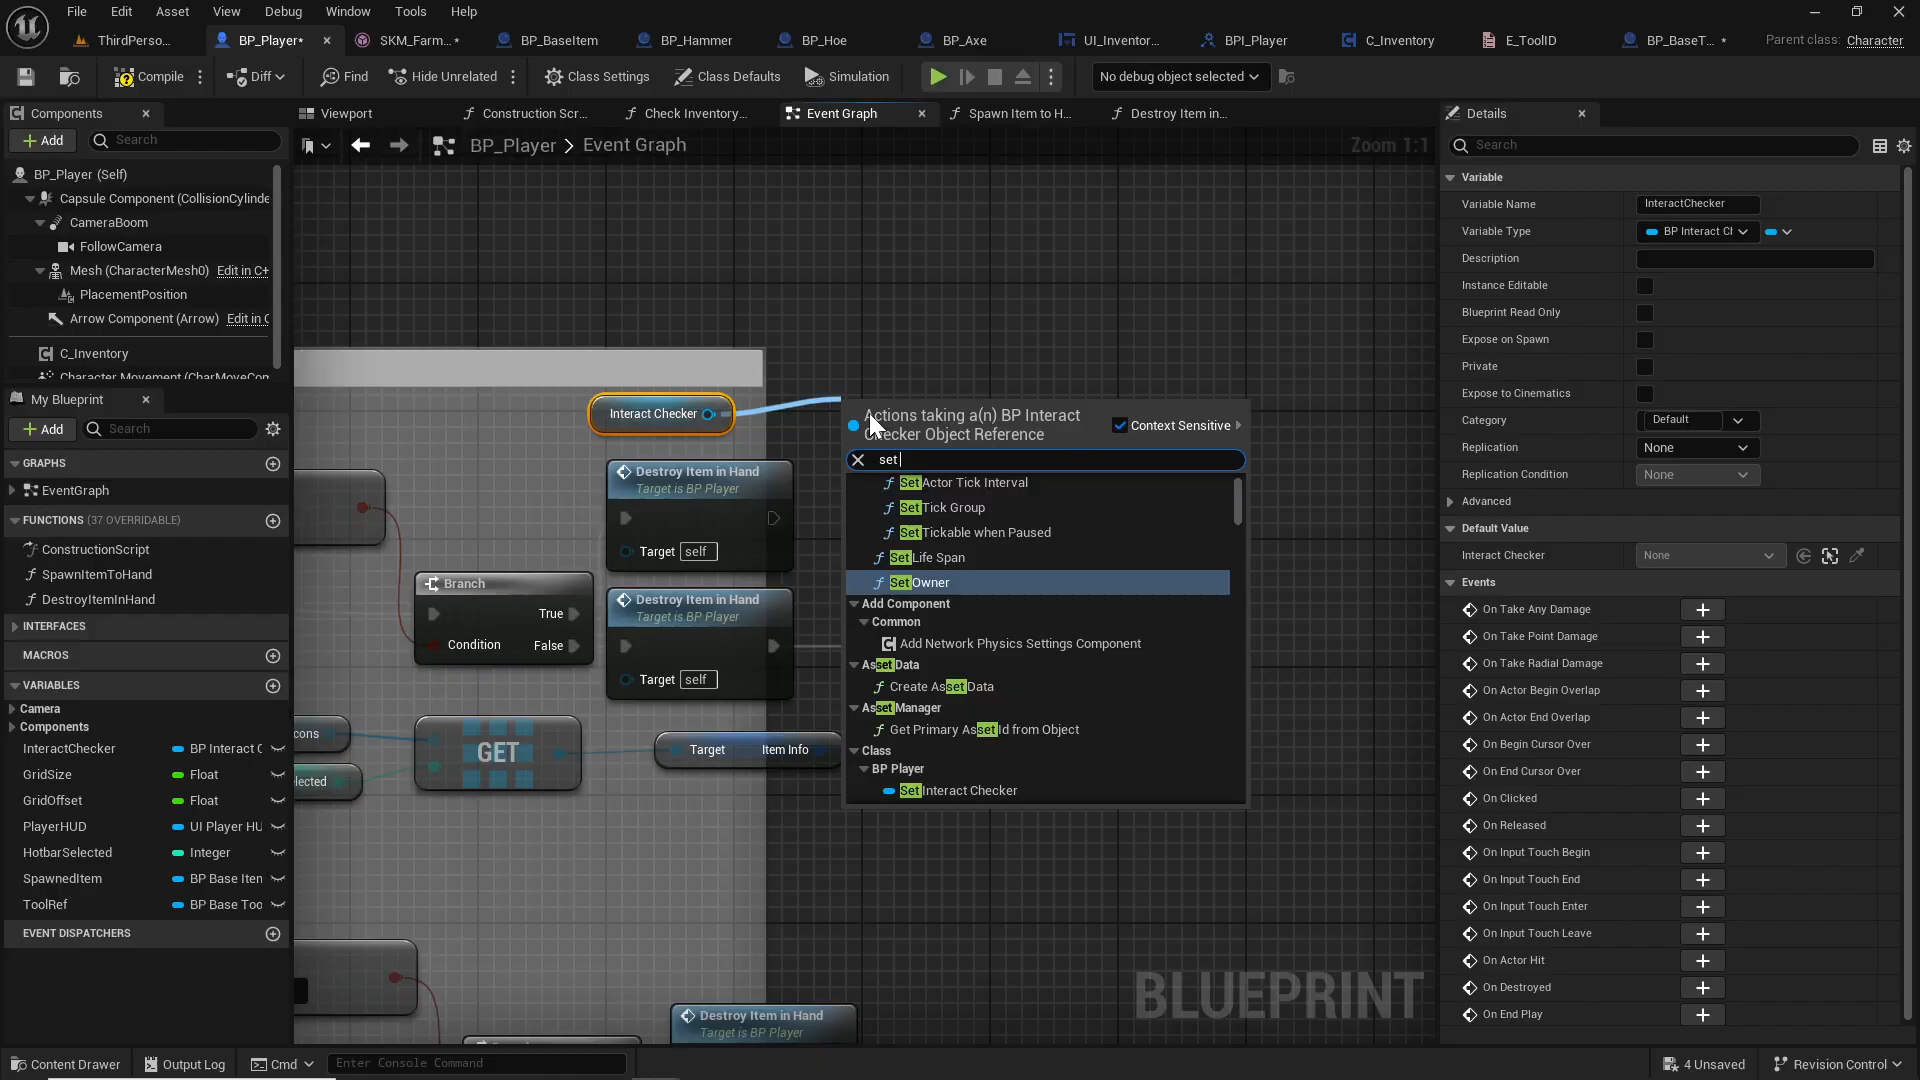 File Edit Asset View Debug Window Tools Help
ThirdPerso... BP_Player* SKM_Farm...* BP_BaseItem BP_Hammer BP_Hoe BP_Axe UI_Inventor... BPI_Player C_Inventory E_ToolID BP_BaseT...* Parent class: Character
Compile Diff Find Hide Unrelated Class Settings Class Defaults Simulation No debug object selected
Components
Add Search
BP_Player (Self)
Capsule Component (CollisionCylinde
CameraBoom
FollowCamera
Mesh (CharacterMesh0) Edit in C+
PlacementPosition
Arrow Component (Arrow) Edit in C
C_Inventory
Character Movement (CharMoveCom
My Blueprint
Add Search
GRAPHS
EventGraph
FUNCTIONS (37 OVERRIDABLE)
ConstructionScript
SpawnItemToHand
DestroyItemInHand
INTERFACES
MACROS
VARIABLES
Camera
Components
InteractChecker BP Interact C
GridSize Float
GridOffset Float
PlayerHUD UI Player HU
HotbarSelected Integer
SpawnedItem BP Base Iten
ToolRef BP Base Too
EVENT DISPATCHERS
Viewport Construction Scr... Check Inventory... Event Graph Spawn Item to H... Destroy Item in...
BP_Player > Event Graph Zoom 1:1
Interact Checker
Destroy Item in Hand
Target is BP Player
Target self
Branch
True
Condition False
Destroy Item in Hand
Target is BP Player
Target self
cons
lected
GET
Target Item Info
Destroy Item in Hand
Target is BP Player
Actions taking a(n) BP Interact
Checker Object Reference
Context Sensitive
set
Set Actor Tick Interval
Set Tick Group
Set Tickable when Paused
Set Life Span
Set Owner
Add Component
Common
Add Network Physics Settings Component
Asset Data
Create Asset Data
Asset Manager
Get Primary Asset Id from Object
Class
BP Player
Set Interact Checker
BLUEPRINT
Details
Search
Variable
Variable Name InteractChecker
Variable Type BP Interact Cl
Description
Instance Editable
Blueprint Read Only
Expose on Spawn
Private
Expose to Cinematics
Category Default
Replication None
Replication Condition None
Advanced
Default Value
Interact Checker None
Events
On Take Any Damage
On Take Point Damage
On Take Radial Damage
On Actor Begin Overlap
On Actor End Overlap
On Begin Cursor Over
On End Cursor Over
On Clicked
On Released
On Input Touch Begin
On Input Touch End
On Input Touch Enter
On Input Touch Leave
On Actor Hit
On Destroyed
On End Play
Content Drawer Output Log Cmd Enter Console Command 4 Unsaved Revision Control